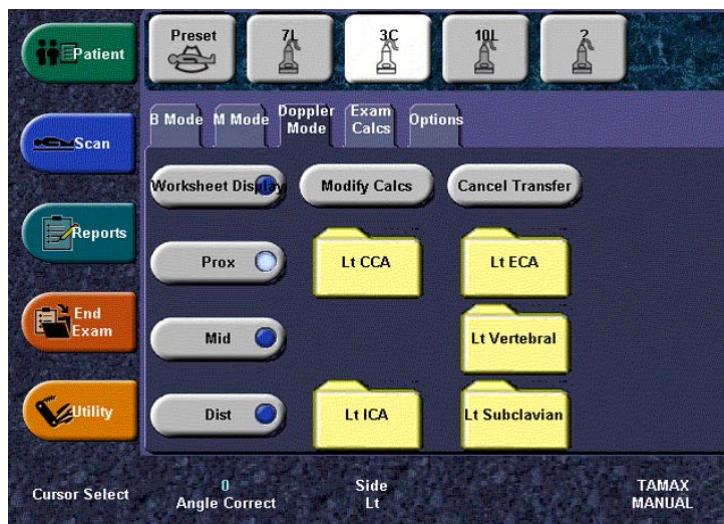 Patient
Scan
Reports
End
Exam
Utility
Preset
7L
3C
10L
?
B Mode
M Mode
Doppler
Mode
Exam
Calcs
Options
Worksheet Display
Modify Calcs
Cancel Transfer
Prox
Lt CCA
Lt ECA
Mid
Lt Vertebral
Dist
Lt ICA
Lt Subclavian
Cursor Select
0
Angle Correct
Side
Lt
TAMAX
MANUAL